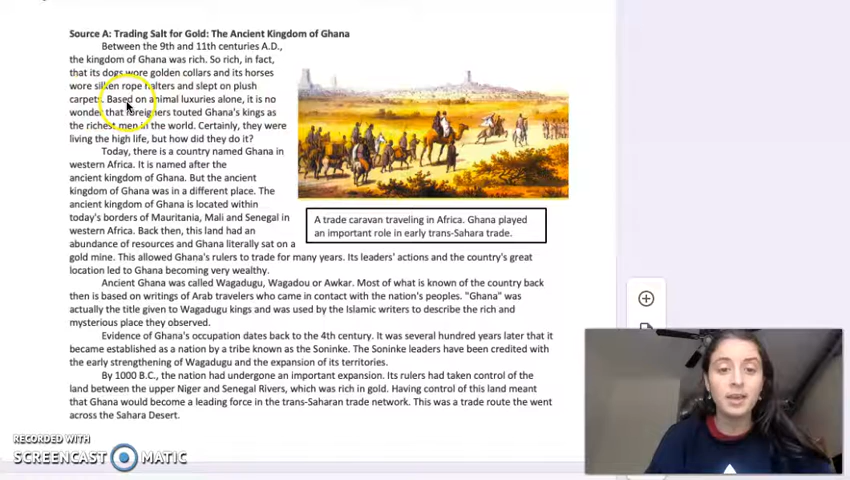 Source A: Trading Salt for Gold: The Ancient Kingdom of Ghana
Between the 9th and 11th centuries A.D.,
the kingdom of Ghana was rich. So rich, in fact,
that its dogs wore golden collars and its horses
wore silken rope halters and slept on plush
carpets. Based on animal luxuries alone, it is no
wonder that foreigners touted Ghana's kings as
the richest men in the world. Certainly, they were
living the high life, but how did they do it?
Today, there is a country named Ghana in
western Africa. It is named after the
ancient kingdom of Ghana. But the ancient
kingdom of Ghana was in a different place. The
ancient kingdom of Ghana is located within
today's borders of Mauritania, Mali and Senegal in
western Africa. Back then, this land had an
abundance of resources and Ghana literally sat on a
gold mine. This allowed Ghana's rulers to trade for many years. Its leaders' actions and the country's great
location led to Ghana becoming very wealthy.
Ancient Ghana was called Wagadugu, Wagadou or Awkar. Most of what is known of the country back
then is based on writings of Arab travelers who came in contact with the nation's peoples. "Ghana" was
actually the title given to Wagadugu kings and was used by the Islamic writers to describe the rich and
mysterious place they observed.
Evidence of Ghana's occupation dates back to the 4th century. It was several hundred years later that it
became established as a nation by a tribe known as the Soninke. The Soninke leaders have been credited with
the early strengthening of Wagadugu and the expansion of its territories.
By 1000 B.C., the nation had undergone an important expansion. Its rulers had taken control of the
land between the upper Niger and Senegal Rivers, which was rich in gold. Having control of this land meant
that Ghana would become a leading force in the trans-Saharan trade network. This was a trade route the went
across the Sahara Desert.
A trade caravan traveling in Africa. Ghana played
an important role in early trans-Sahara trade.
RECORDED WITH
SCREENCAST MATIC